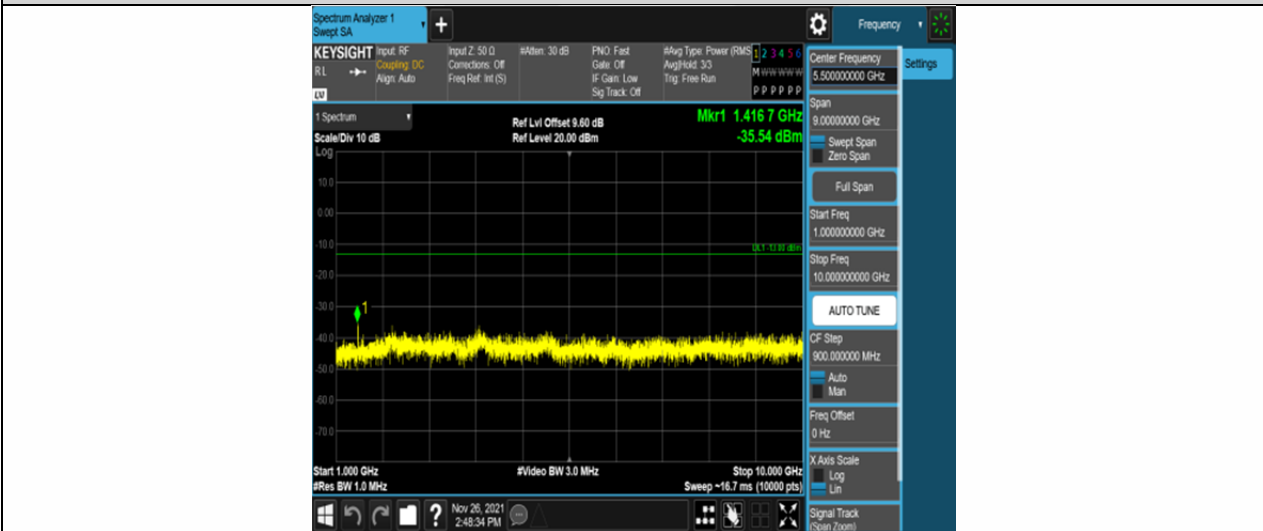 Spectrum Analyzer 1
Swept SA
+
Frequency
KEYSIGHT
RL
LV
Input: RF
Coupling: DC
Align: Auto
Input Z: 50 Ω
Corrections: Off
Freq Ref: Int (S)
#Atten: 30 dB
PNO: Fast
Gate: Off
IF Gain: Low
Sig Track: Off
#Avg Type: Power (RMS
Avg|Hold: 3/3
Trig: Free Run
1 2 3 4 5 6
M W W W W W
P P P P P P
1 Spectrum
Scale/Div 10 dB
Log
Ref Lvl Offset 9.60 dB
Ref Level 20.00 dBm
Mkr1 1.416 7 GHz
-35.54 dBm
10.0
0.00
-10.0
-20.0
-30.0
-40.0
-50.0
-60.0
-70.0
DL1 -13.00 dBm
1
Start 1.000 GHz
#Res BW 1.0 MHz
#Video BW 3.0 MHz
Stop 10.000 GHz
Sweep ~16.7 ms (10000 pts)
Nov 26, 2021
2:48:34 PM
Center Frequency
5.500000000 GHz
Settings
Span
9.00000000 GHz
Swept Span
Zero Span
Full Span
Start Freq
1.000000000 GHz
Stop Freq
10.000000000 GHz
AUTO TUNE
CF Step
900.000000 MHz
Auto
Man
Freq Offset
0 Hz
X Axis Scale
Log
Lin
Signal Track
(Span Zoom)